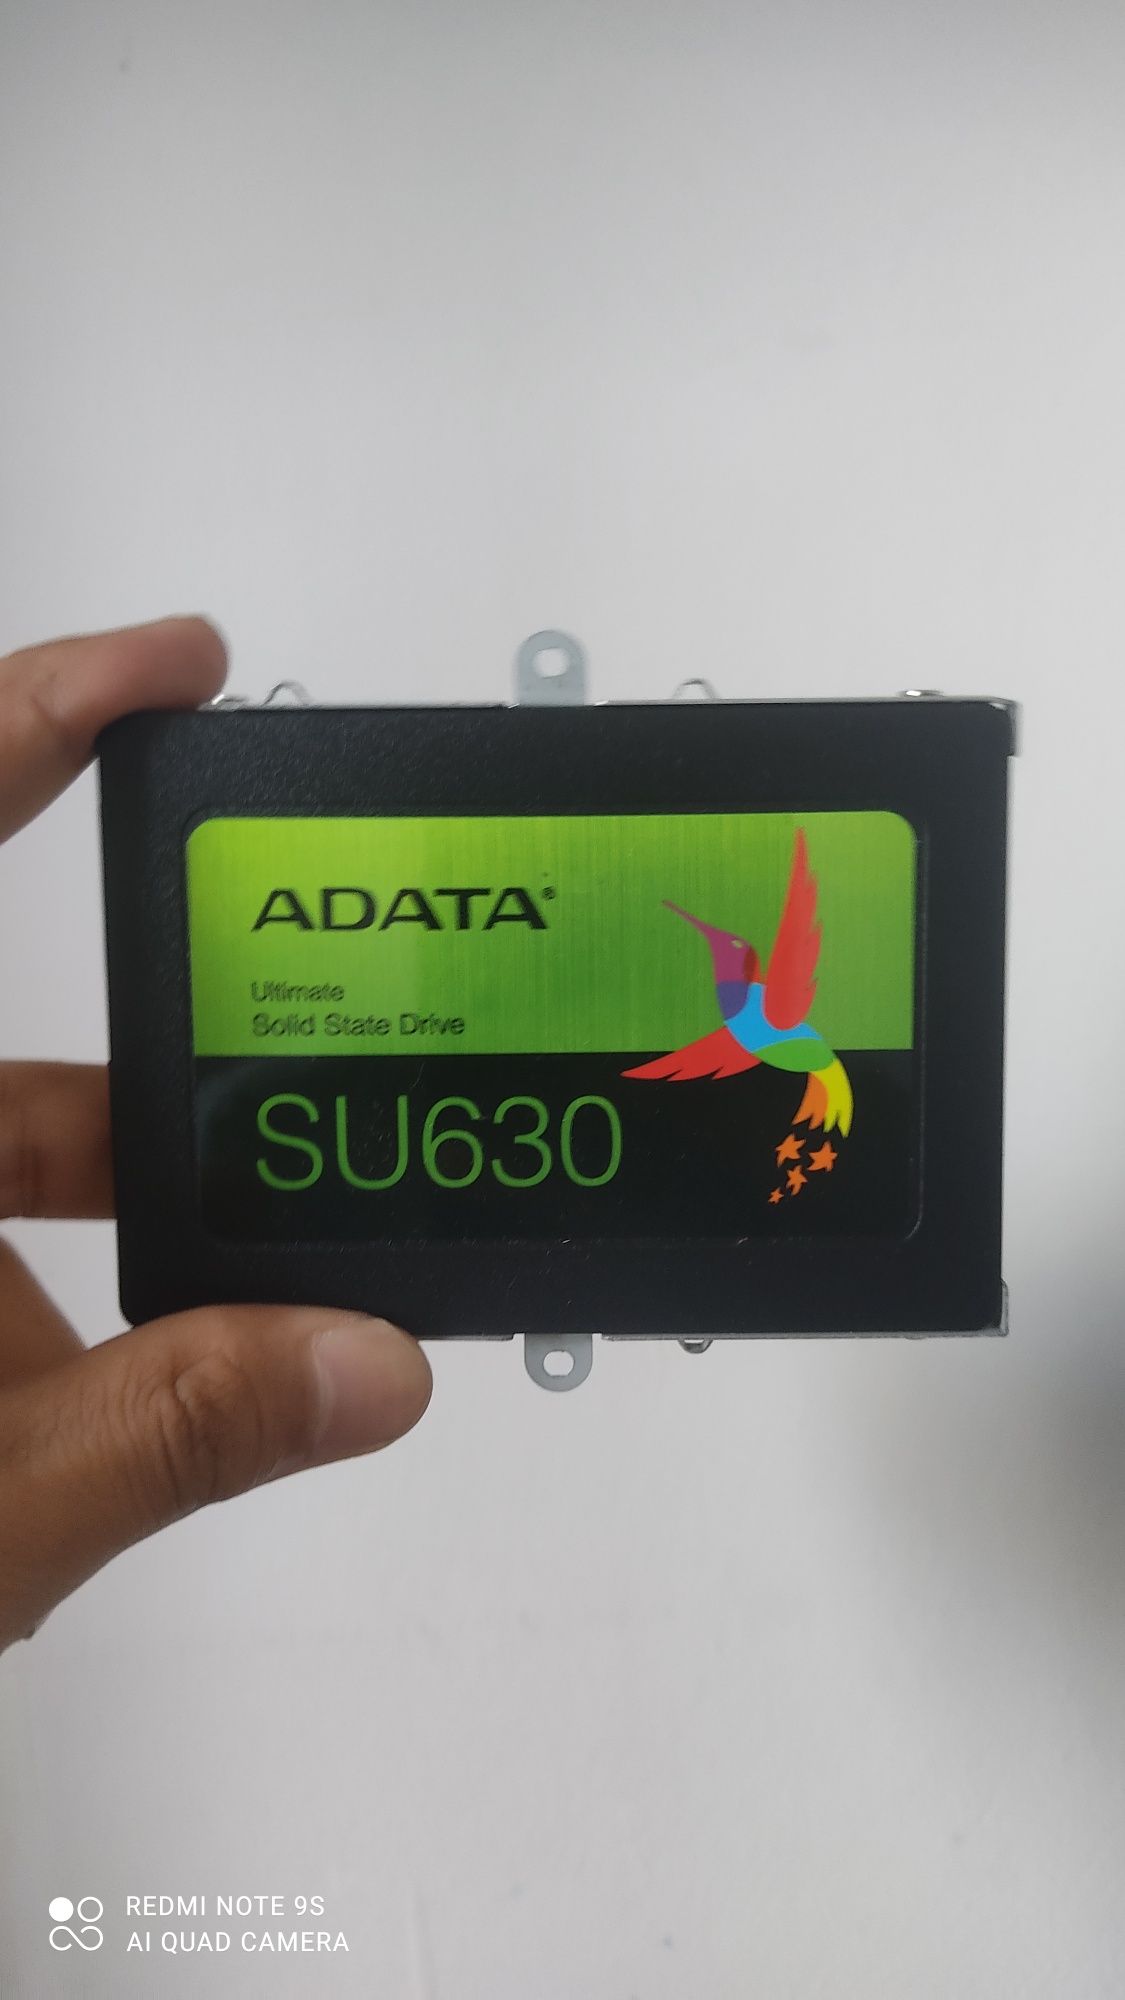 ADATA®
Ultimate
Solid State Drive
SU630
REDMI NOTE 9S
AI QUAD CAMERA